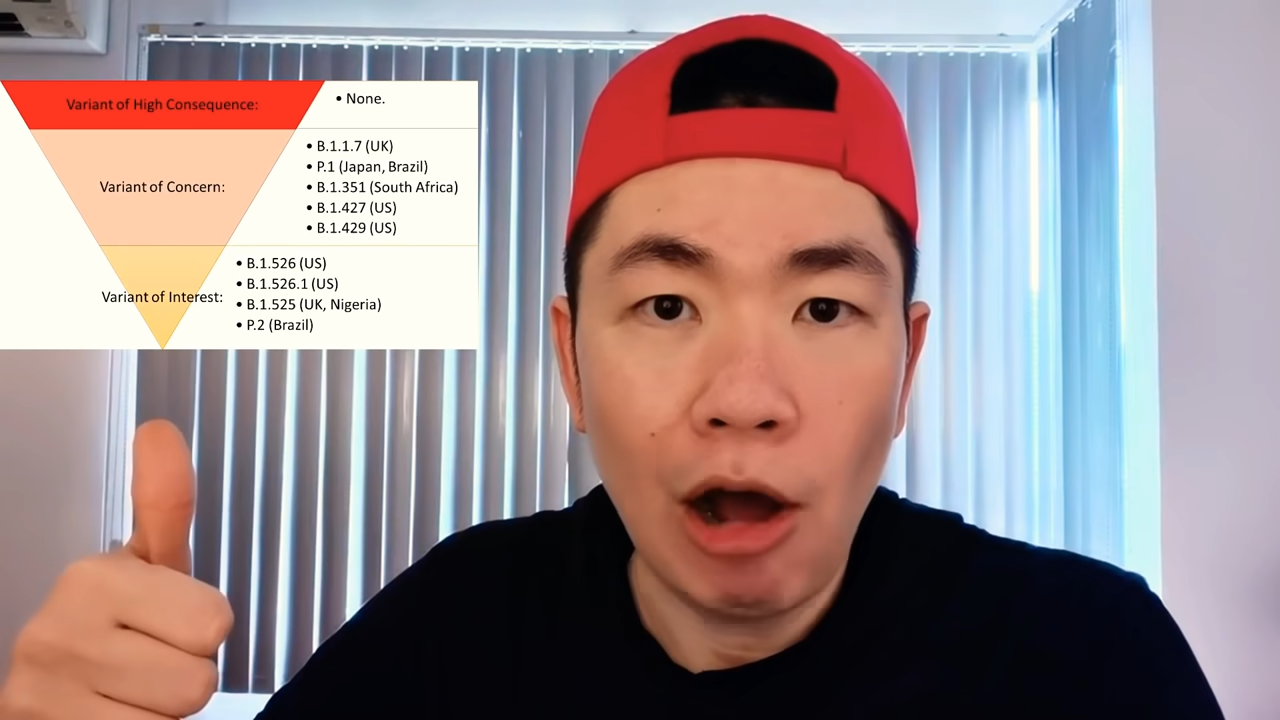 Variant of High Consequence:
• None.
Variant of Concern:
• B.1.1.7 (UK)
• P.1 (Japan, Brazil)
• B.1.351 (South Africa)
• B.1.427 (US)
• B.1.429 (US)
Variant of Interest:
• B.1.526 (US)
• B.1.526.1 (US)
• B.1.525 (UK, Nigeria)
• P.2 (Brazil)